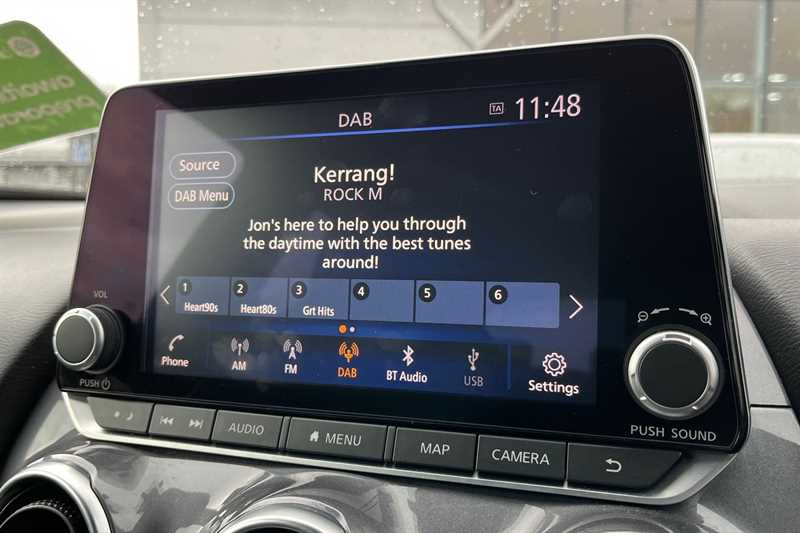 DAB
TA 11:48
Source
Kerrang!
ROCK M
DAB Menu
Jon's here to help you through
the daytime with the best tunes
around!
1 2 3 4 5 6
Heart90s Heart80s Grt Hits
VOL
PUSH
Phone
AM FM DAB BT Audio USB Settings
AUDIO MENU MAP CAMERA
PUSH SOUND